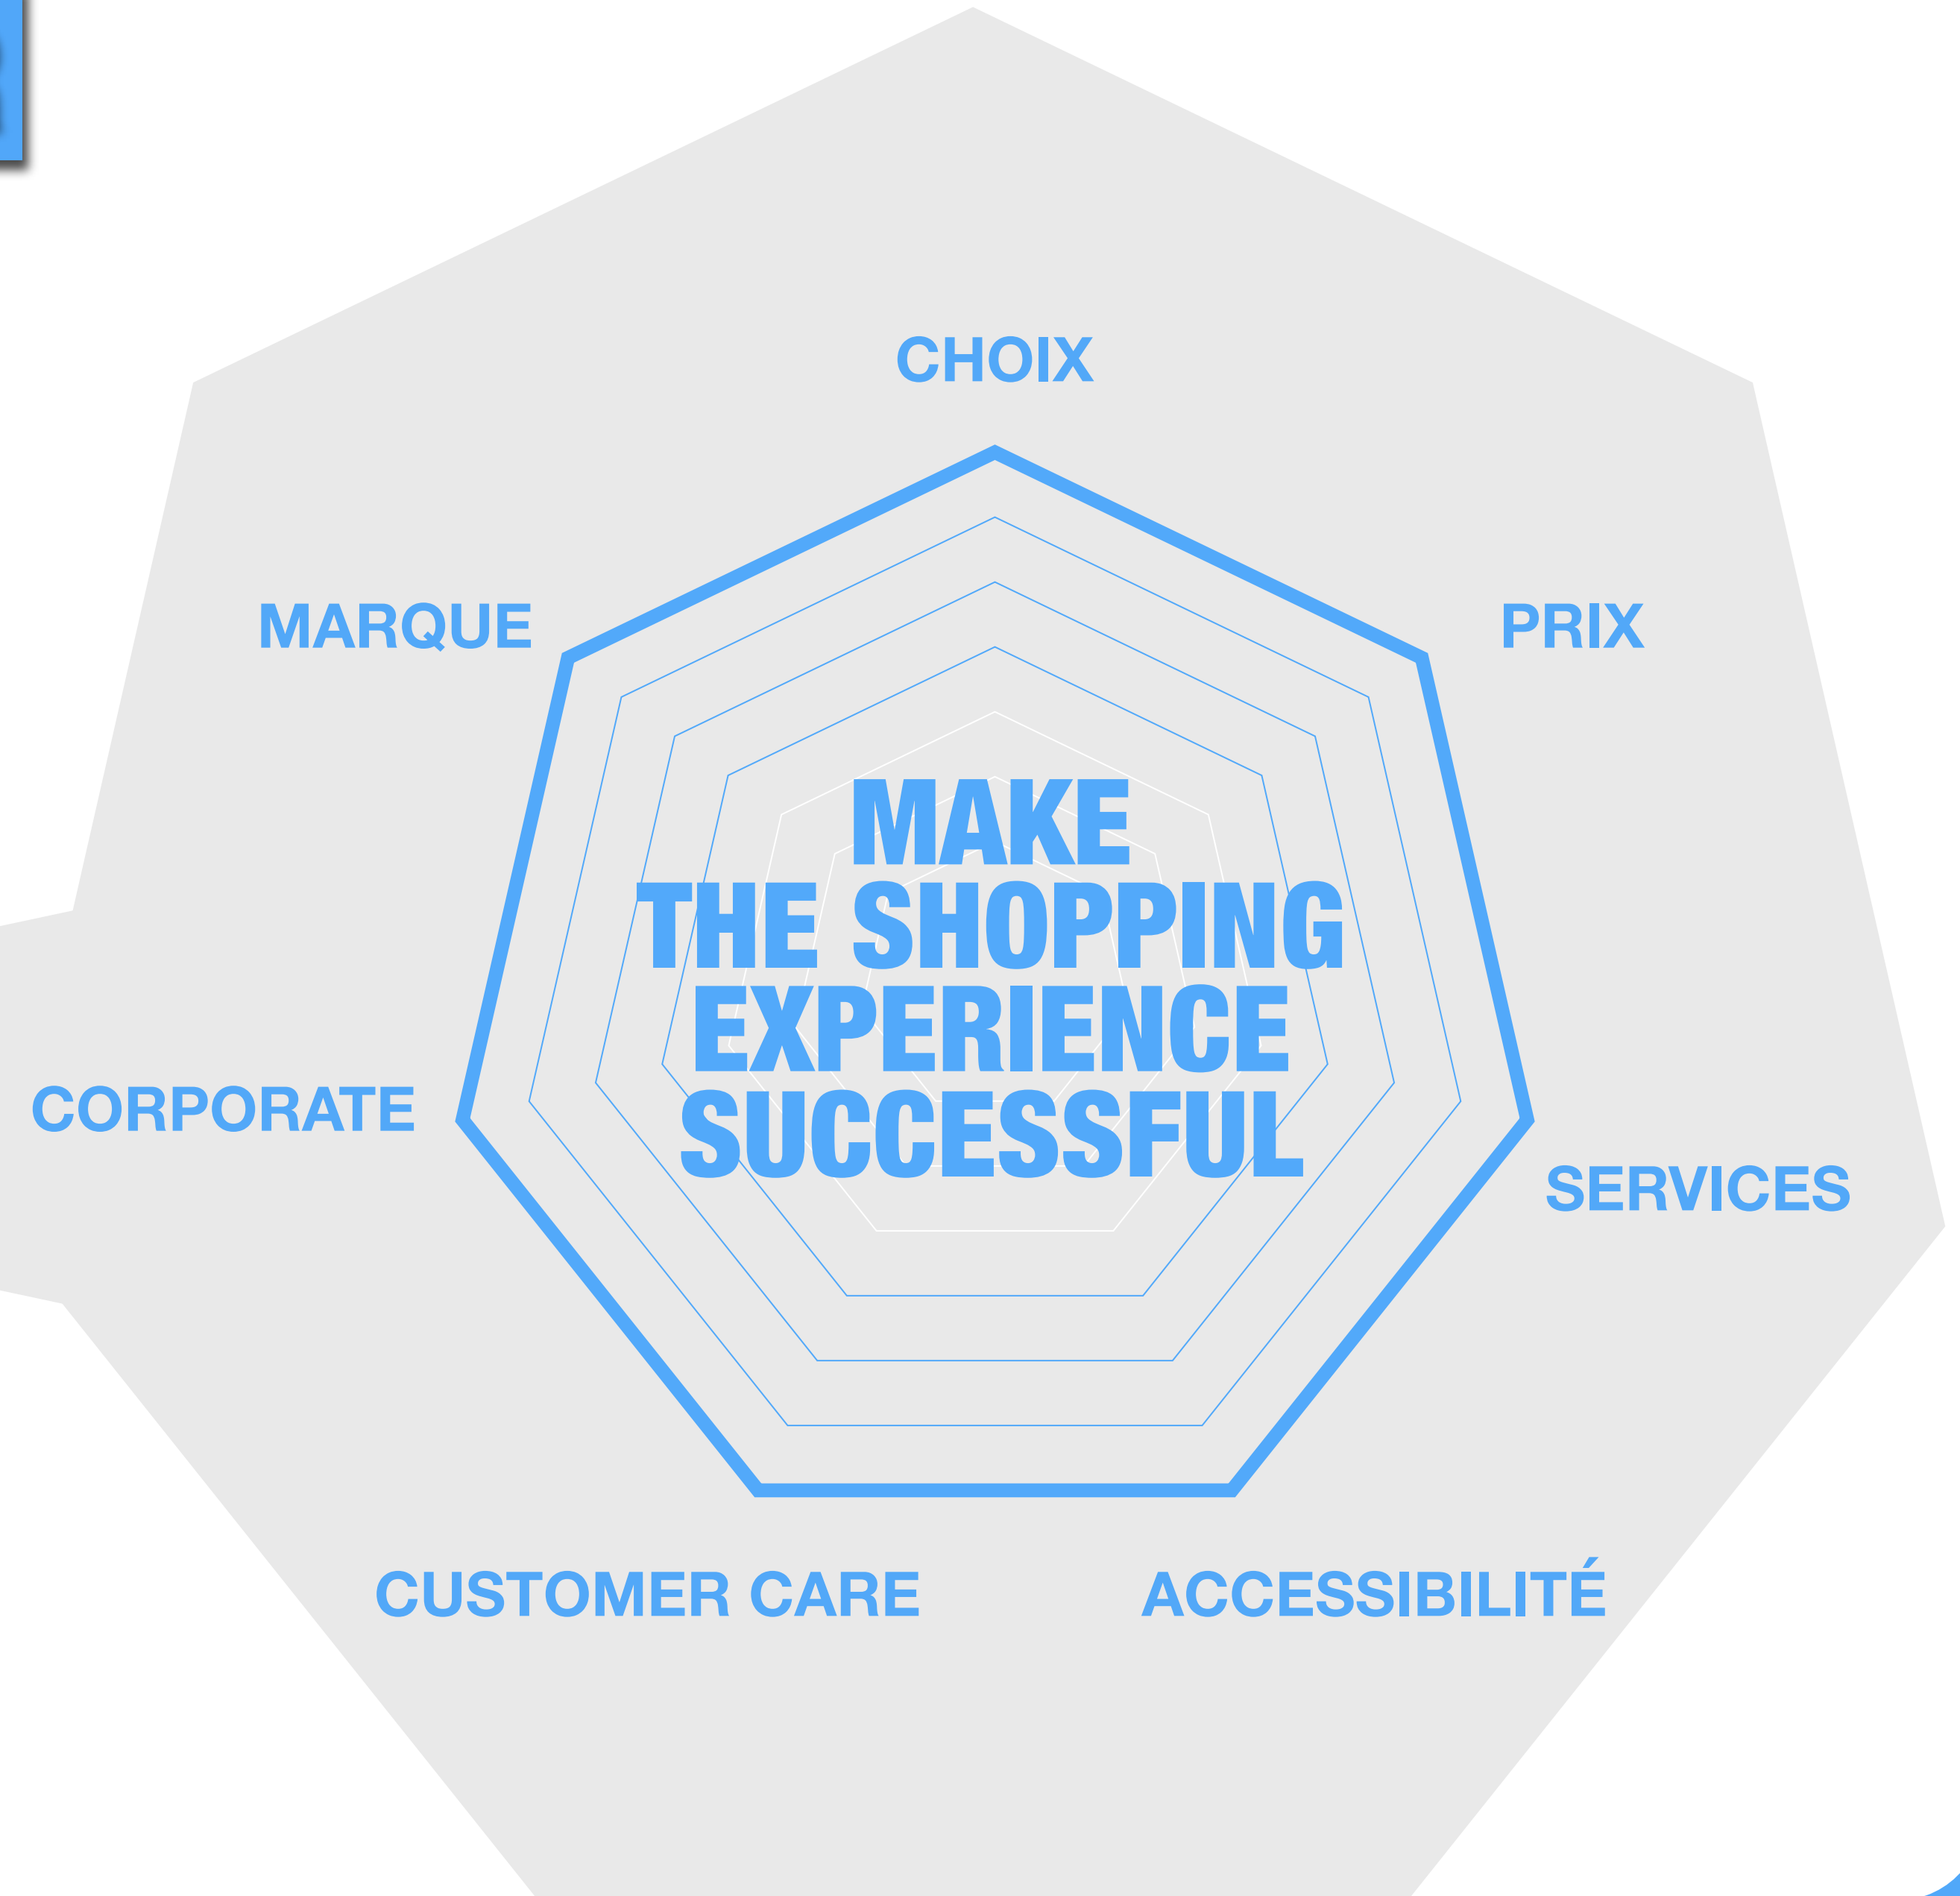 CHOIX
MARQUE
PRIX
MAKE
THE SHOPPING
EXPERIENCE
SUCCESSFUL
CORPORATE
SERVICES
CUSTOMER CARE
ACCESSIBILITÉ